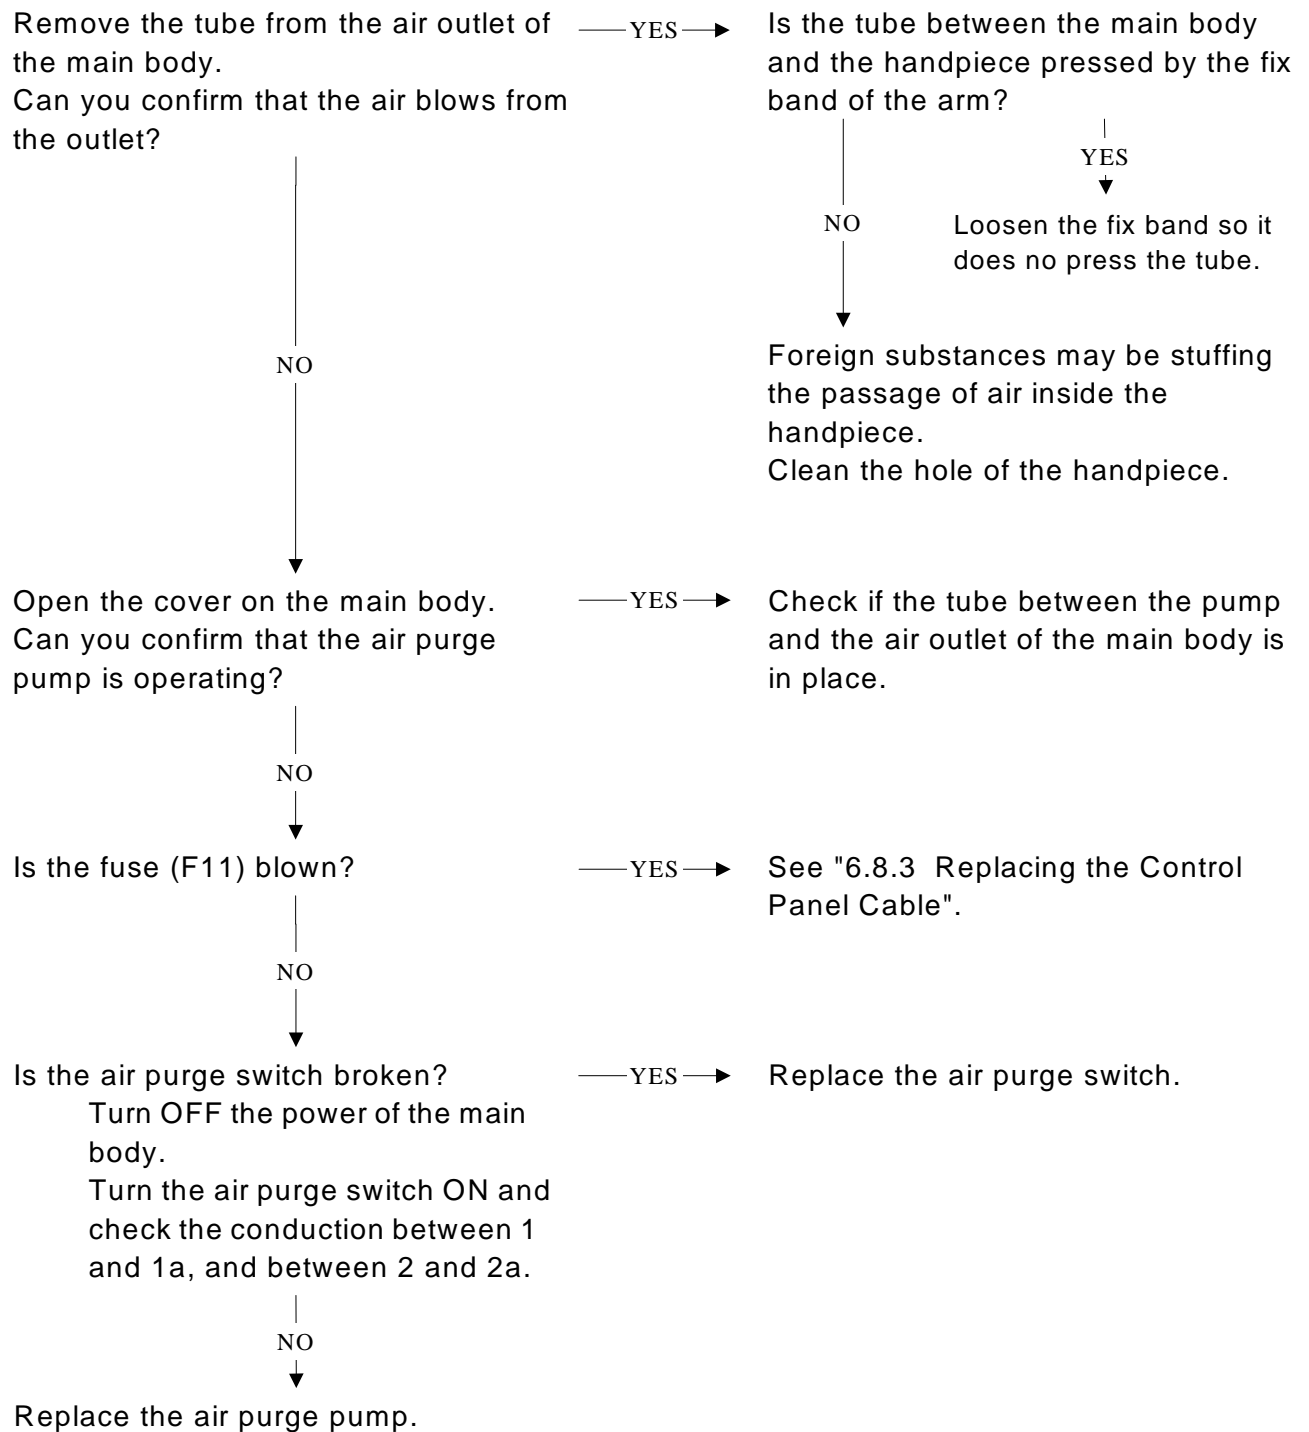 Remove the tube from the air outlet of
the main body.
Can you confirm that the air blows from
the outlet?
YES
Is the tube between the main body
and the handpiece pressed by the fix
band of the arm?
YES
Loosen the fix band so it
does no press the tube.
NO
Foreign substances may be stuffing
the passage of air inside the
handpiece.
Clean the hole of the handpiece.
NO
Open the cover on the main body.
Can you confirm that the air purge
pump is operating?
YES
Check if the tube between the pump
and the air outlet of the main body is
in place.
NO
Is the fuse (F11) blown?
YES
See "6.8.3  Replacing the Control
Panel Cable".
NO
Is the air purge switch broken?
Turn OFF the power of the main
body.
Turn the air purge switch ON and
check the conduction between 1
and 1a, and between 2 and 2a.
YES
Replace the air purge switch.
NO
Replace the air purge pump.